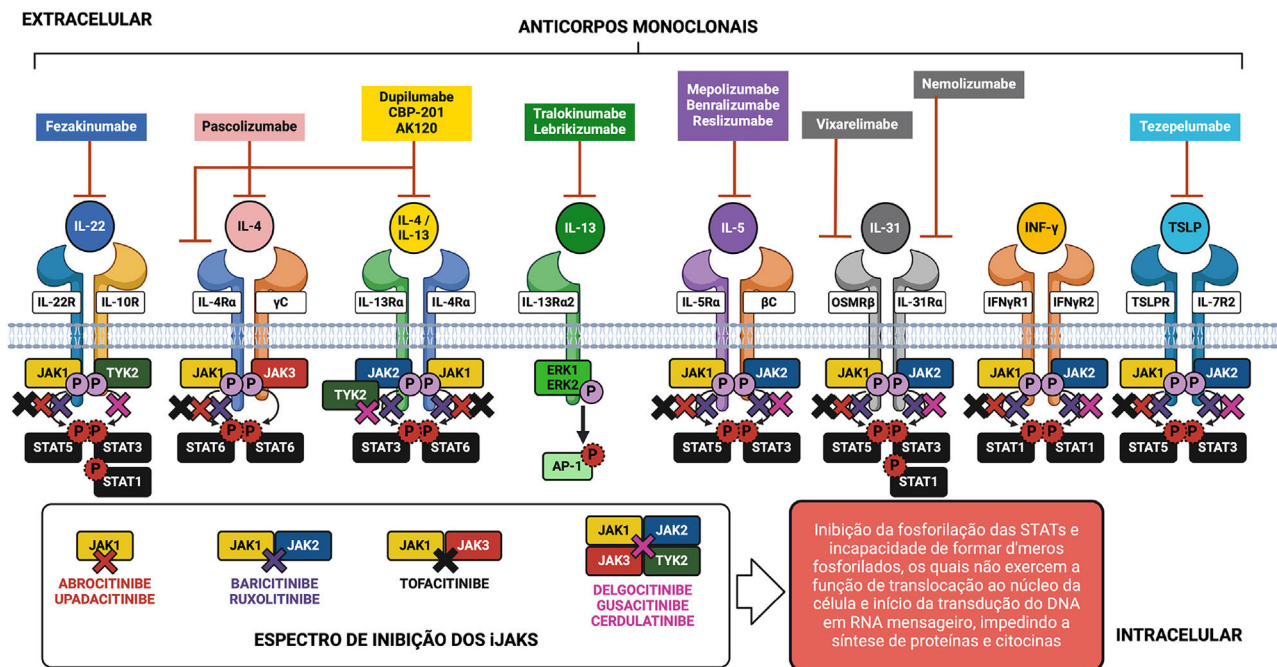 EXTRACELULAR
ANTICORPOS MONOCLONAIS
Fezakinumabe
Pascolizumabe
Dupilumabe
CBP-201
AK120
Tralokinumabe
Lebrikizumabe
Mepolizumabe
Benralizumabe
Reslizumabe
Vixarelimabe
Nemolizumabe
Tezepelumabe
IL-22
IL-4
IL-4 /
IL-13
IL-13
IL-5
IL-31
INF-γ
TSLP
IL-22R
IL-10R
IL-4Rα
γC
IL-13Rα
IL-4Rα
IL-13Rα2
IL-5Rα
βC
OSMRβ
IL-31Rα
IFNγR1
IFNγR2
TSLPR
IL-7R2
JAK1
P
P
TYK2
STAT5
P
P
STAT3
P
STAT1
JAK1
P
P
JAK3
STAT6
P
P
STAT6
JAK2
P
P
JAK1
TYK2
STAT3
P
P
STAT6
ERK1
ERK2
P
AP-1
P
JAK1
P
P
JAK2
STAT5
P
P
STAT3
JAK1
P
P
JAK2
STAT5
P
P
STAT3
P
STAT1
JAK1
P
P
JAK2
STAT1
P
P
STAT1
JAK1
P
P
JAK2
STAT5
P
P
STAT3
JAK1
ABROCITINIBE
UPADACITINIBE
JAK1
JAK2
BARICITINIBE
RUXOLITINIBE
JAK1
JAK3
TOFACITINIBE
JAK1
JAK2
JAK3
TYK2
DELGOCITINIBE
GUSACITINIBE
CERDULATINIBE
ESPECTRO DE INIBIÇÃO DOS iJAKS
Inibição da fosforilação das STATs e
incapacidade de formar d'meros
fosforilados, os quais não exercem a
função de translocação ao núcleo da
célula e início da transdução do DNA
em RNA mensageiro, impedindo a
síntese de proteínas e citocinas
INTRACELULAR